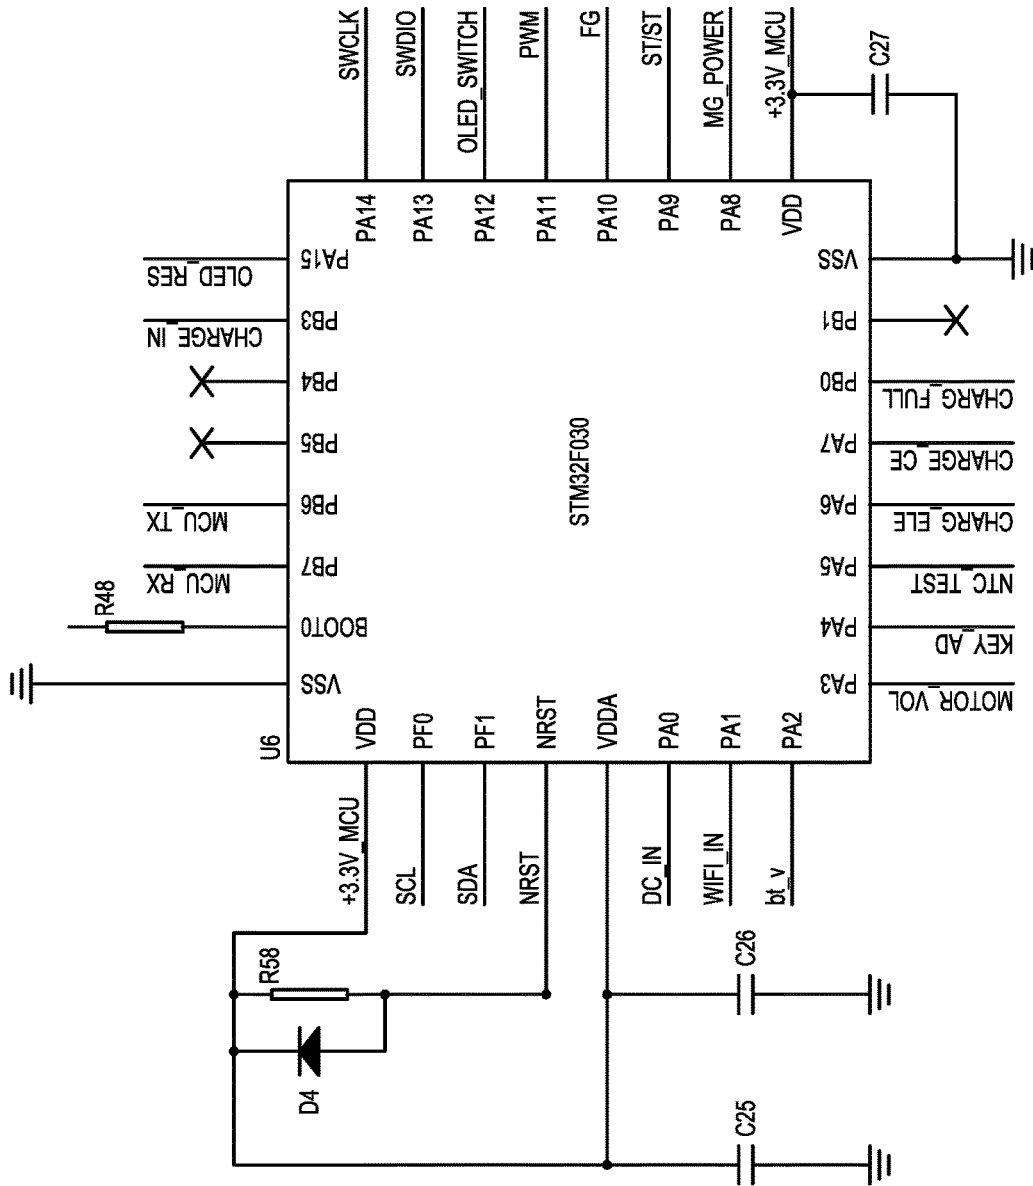 SWCLK
SWDIO
OLED_SWITCH
PWM
FG
ST/ST
MG_POWER
+3.3V_MCU
C27
PA14
PA13
PA12
PA11
PA10
PA9
PA8
VDD
OLED_RES
PA15
CHARGE_IN
PB3
PB4
PB5
MCU_TX
PB6
MCU_RX
PB7
R48
BOOT0
VSS
VSS
PB1
PB0
CHARG_FULL
PA7
CHARGE_CE
PA6
CHARG_ELE
PA5
NTC_TEST
PA4
KEY_AD
PA3
MOTOR_VOL
STM32F030
U6
VDD
PF0
PF1
NRST
VDDA
PA0
PA1
PA2
+3.3V_MCU
SCL
SDA
NRST
DC_IN
WIFI_IN
bt_v
R58
D4
C26
C25